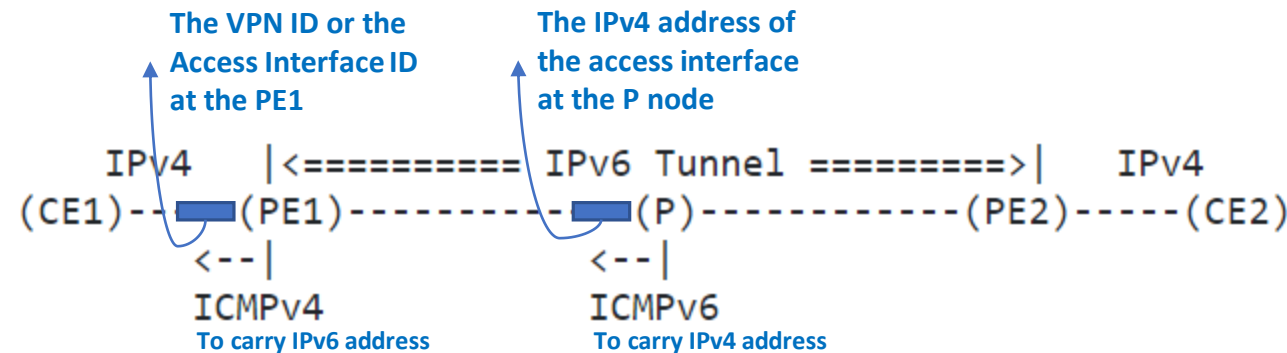 The VPN ID or the
Access Interface ID
at the PE1
The IPv4 address of
the access interface
at the P node
IPv4 |<========== IPv6 Tunnel =========>| IPv4
(CE1)-- (PE1)----------- (P)-------------(PE2)-----(CE2)
<--| <--|
ICMPv4 ICMPv6
To carry IPv6 address To carry IPv4 address